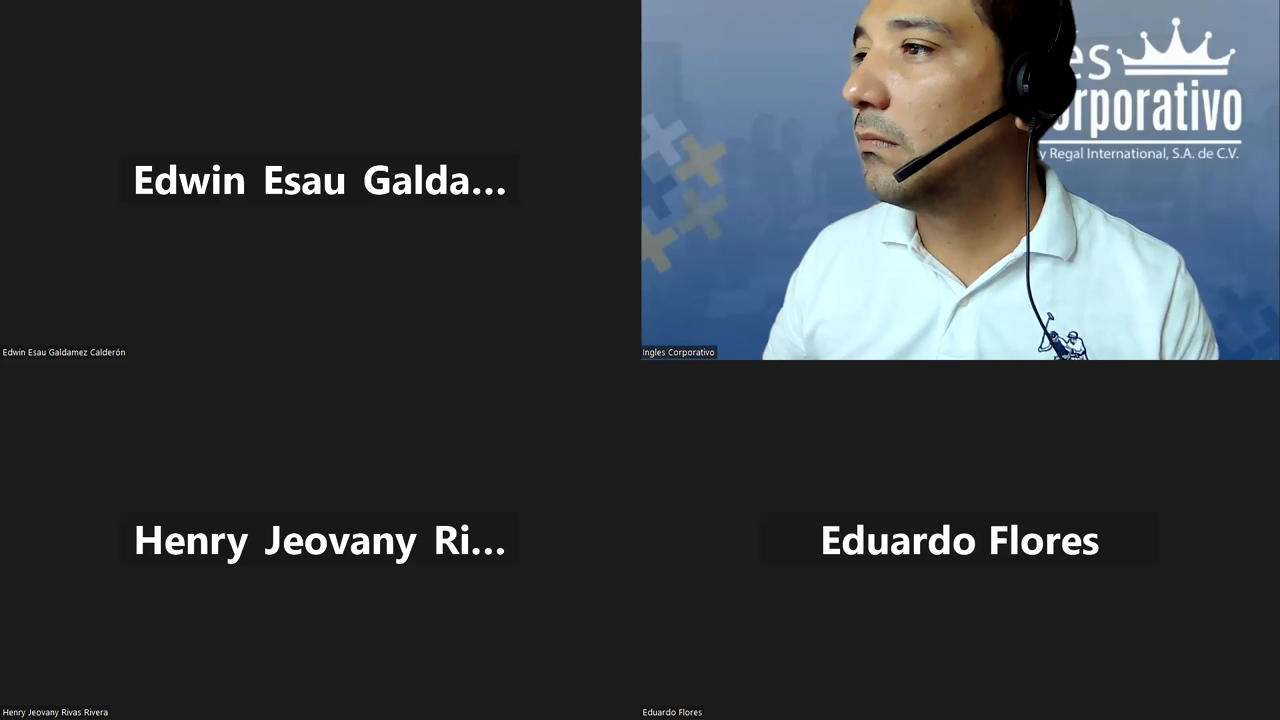 Edwin Esau Galda...
Edwin Esau Galdamez Calderón
és
orporativo
y Regal International, S.A. de C.V.
Ingles Corporativo
Henry Jeovany Ri...
Henry Jeovany Rivas Rivera
Eduardo Flores
Eduardo Flores